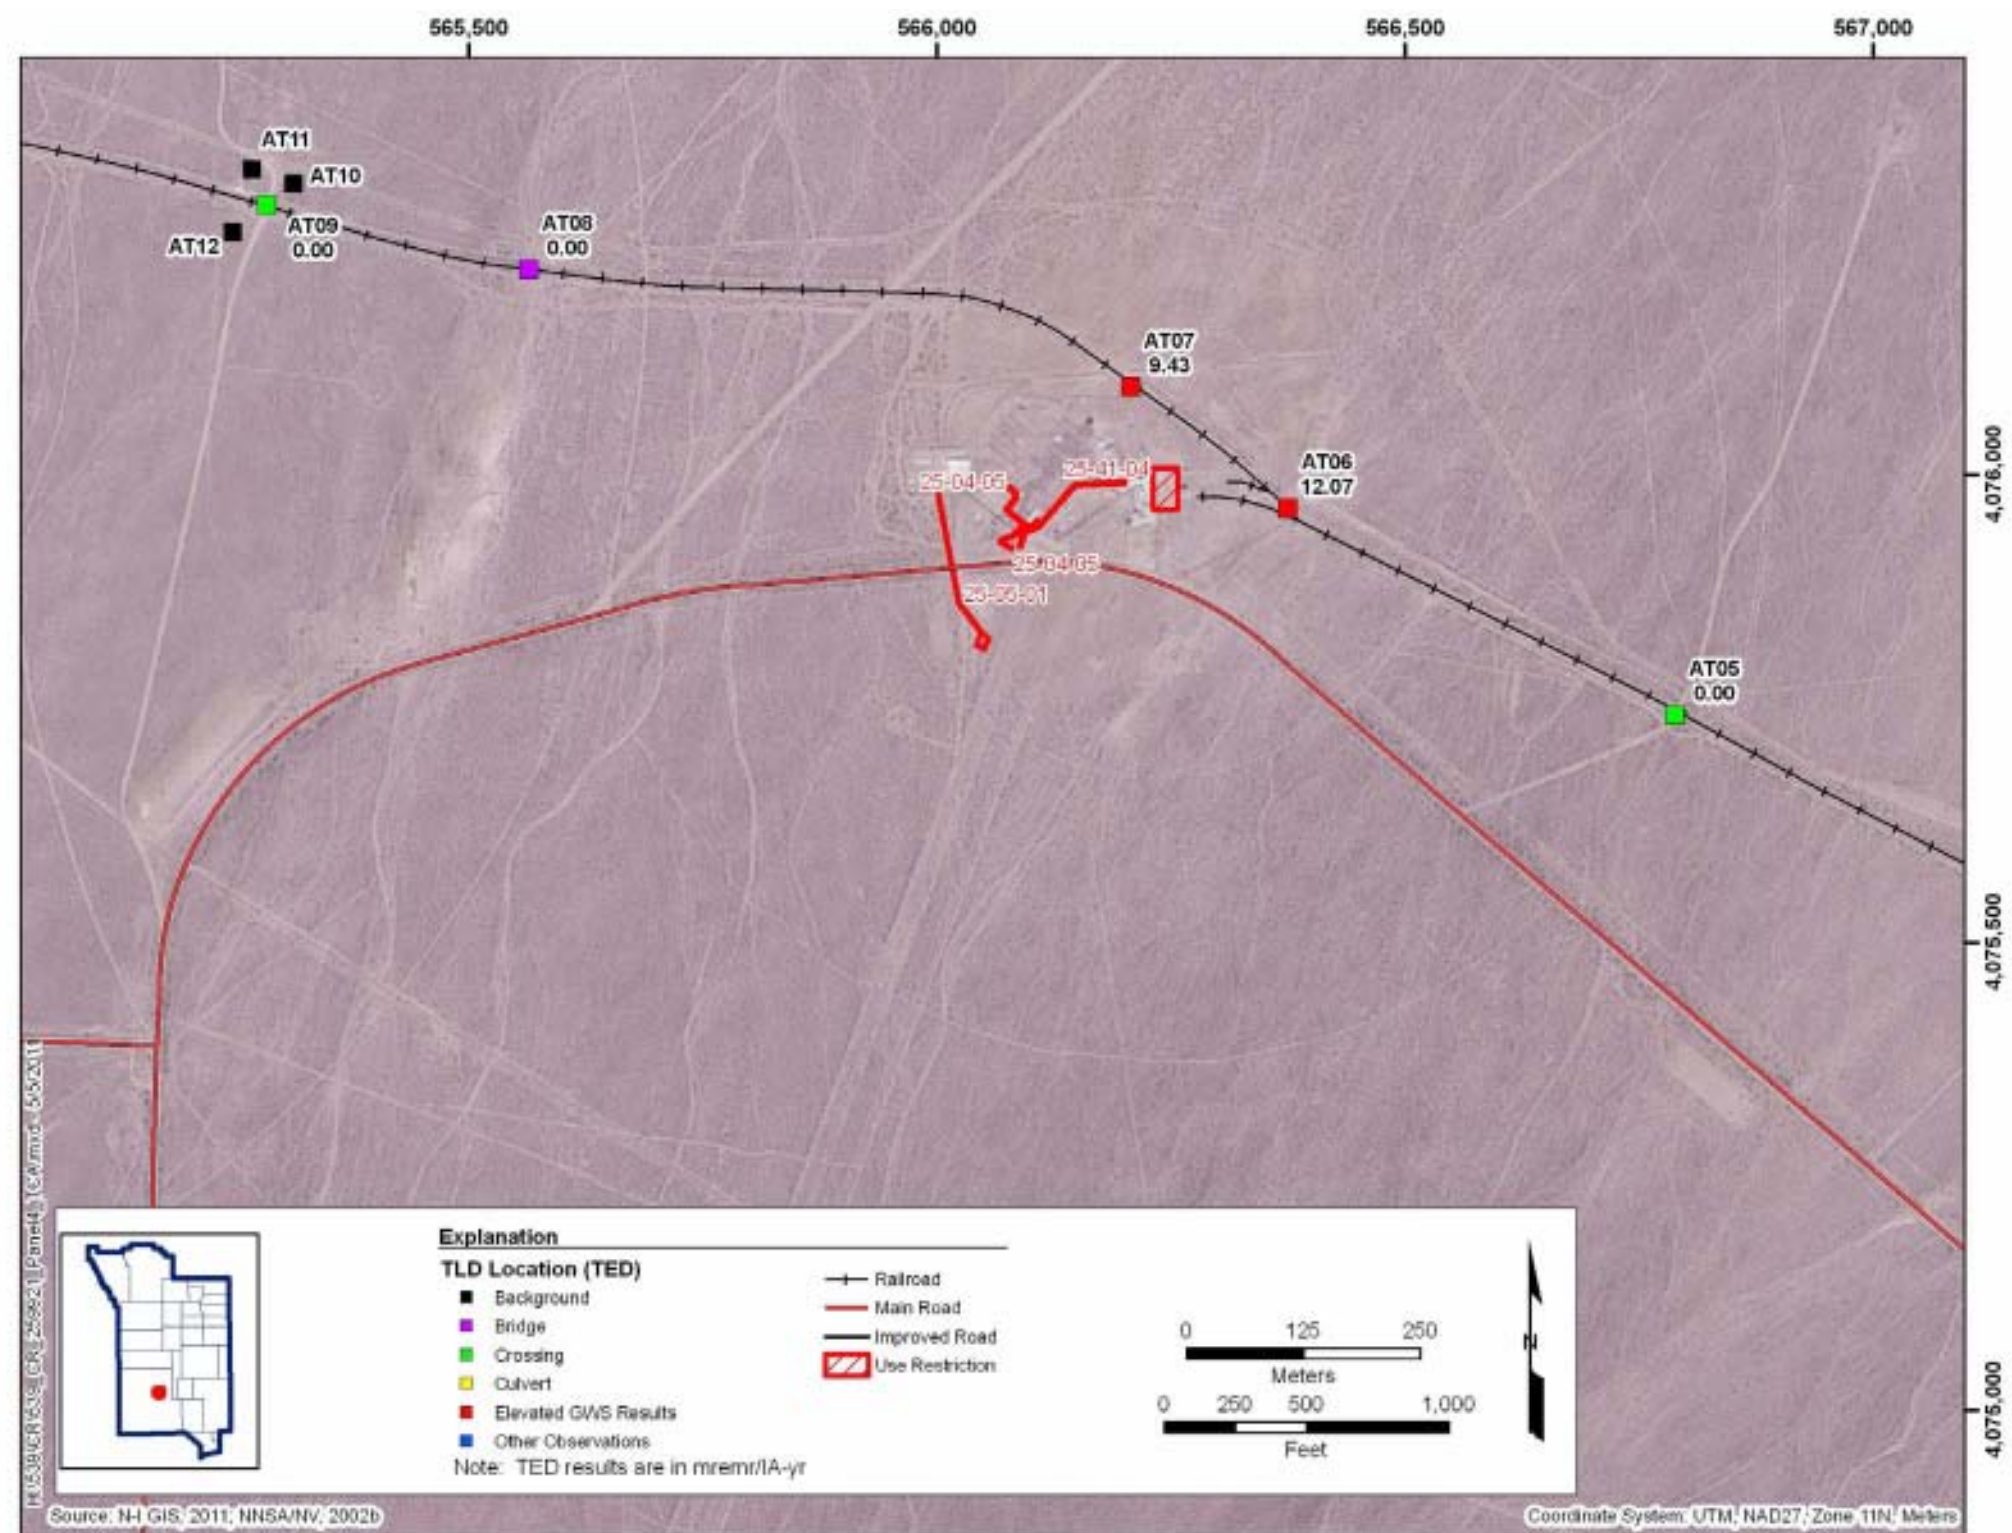 565,500
566,000
566,500
567,000
AT11
AT10
AT09
0.00
AT12
AT08
0.00
AT07
9.43
AT06
12.07
AT05
0.00
25-04-05
25-41-04
25-04-05
25-05-01
4,076,000
4,075,500
4,075,000
Explanation
TLD Location (TED)
Background
Bridge
Crossing
Culvert
Elevated GWS Results
Other Observations
Note: TED results are in mremr/IA-yr
Railroad
Main Road
Improved Road
Use Restriction
0 125 250
Meters
0 250 500 1,000
Feet
N
Source: N-I GIS, 2011; NNSA/NV, 2002b
Coordinate System: UTM, NAD27, Zone 11N, Meters